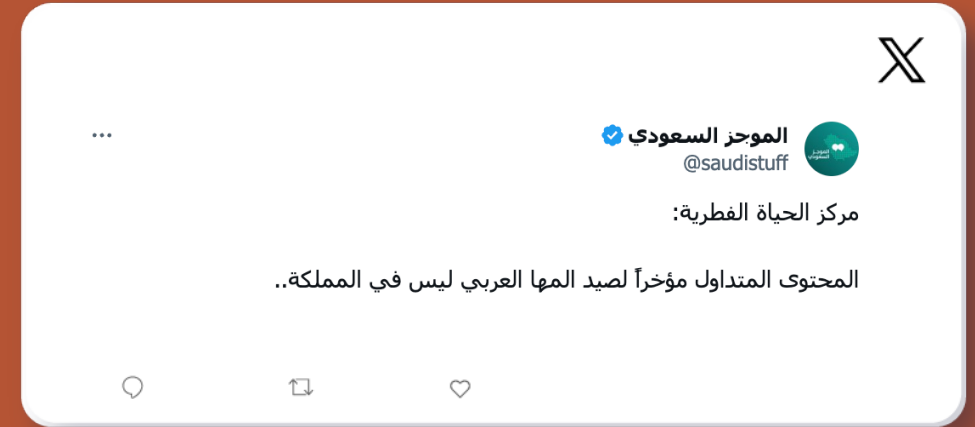 الموجز السعودي
@saudistuff
مركز الحياة الفطرية:
المحتوى المتداول مؤخراً لصيد المها العربي ليس في المملكة..